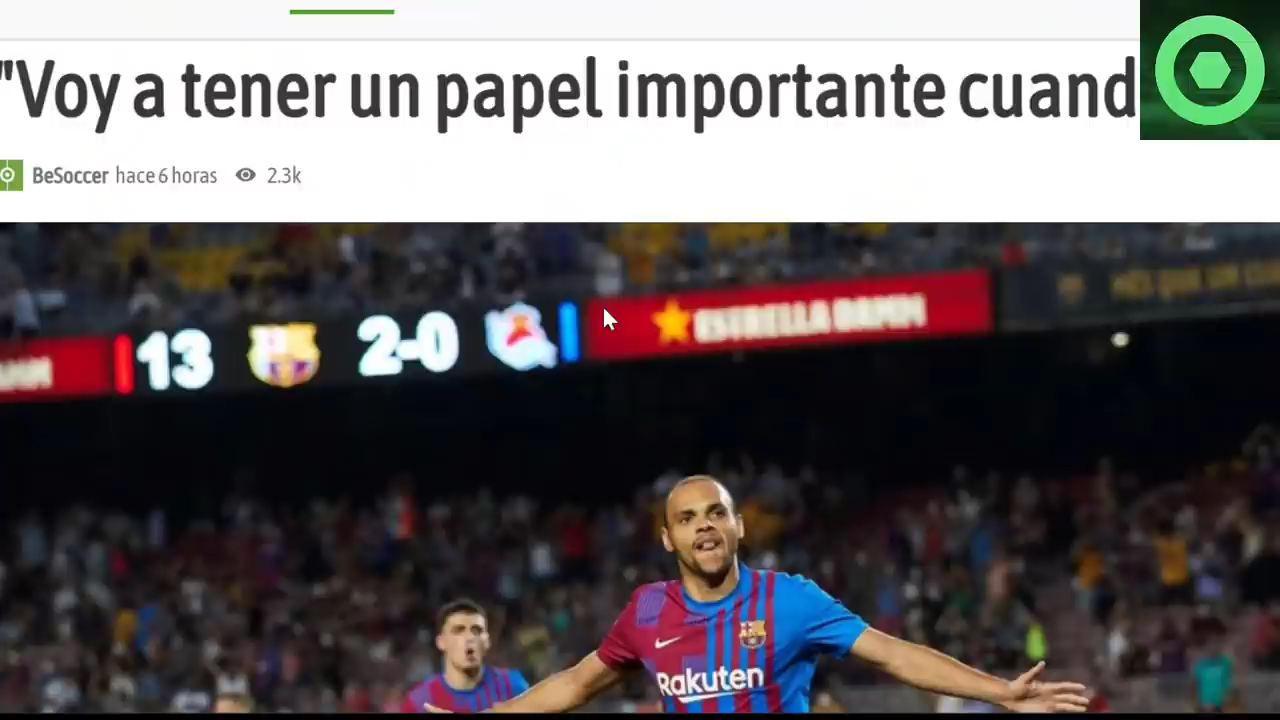 "Voy a tener un papel importante cuand
BeSoccer hace 6 horas 2.3k
13 2-0 ESTRELLA DAMM
Rakuten